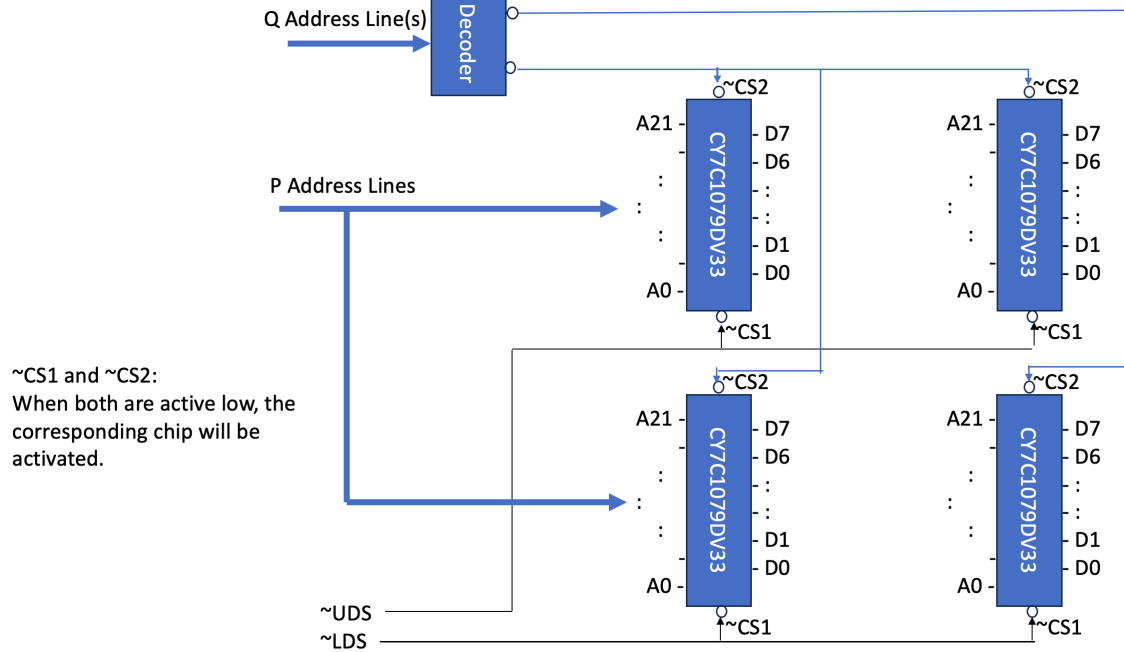 Q Address Line(s)
Decoder
~CS2
~CS2
A21
CY7C1079DV33
D7
D6
:
:
D1
D0
:
:
:
A0
~CS1
A21
CY7C1079DV33
D7
D6
:
:
D1
D0
:
:
:
A0
~CS1
P Address Lines
~CS1 and ~CS2:
When both are active low, the
corresponding chip will be
activated.
~CS2
~CS2
A21
CY7C1079DV33
D7
D6
:
:
D1
D0
:
:
:
A0
~CS1
A21
CY7C1079DV33
D7
D6
:
:
D1
D0
:
:
:
A0
~CS1
~UDS
~LDS